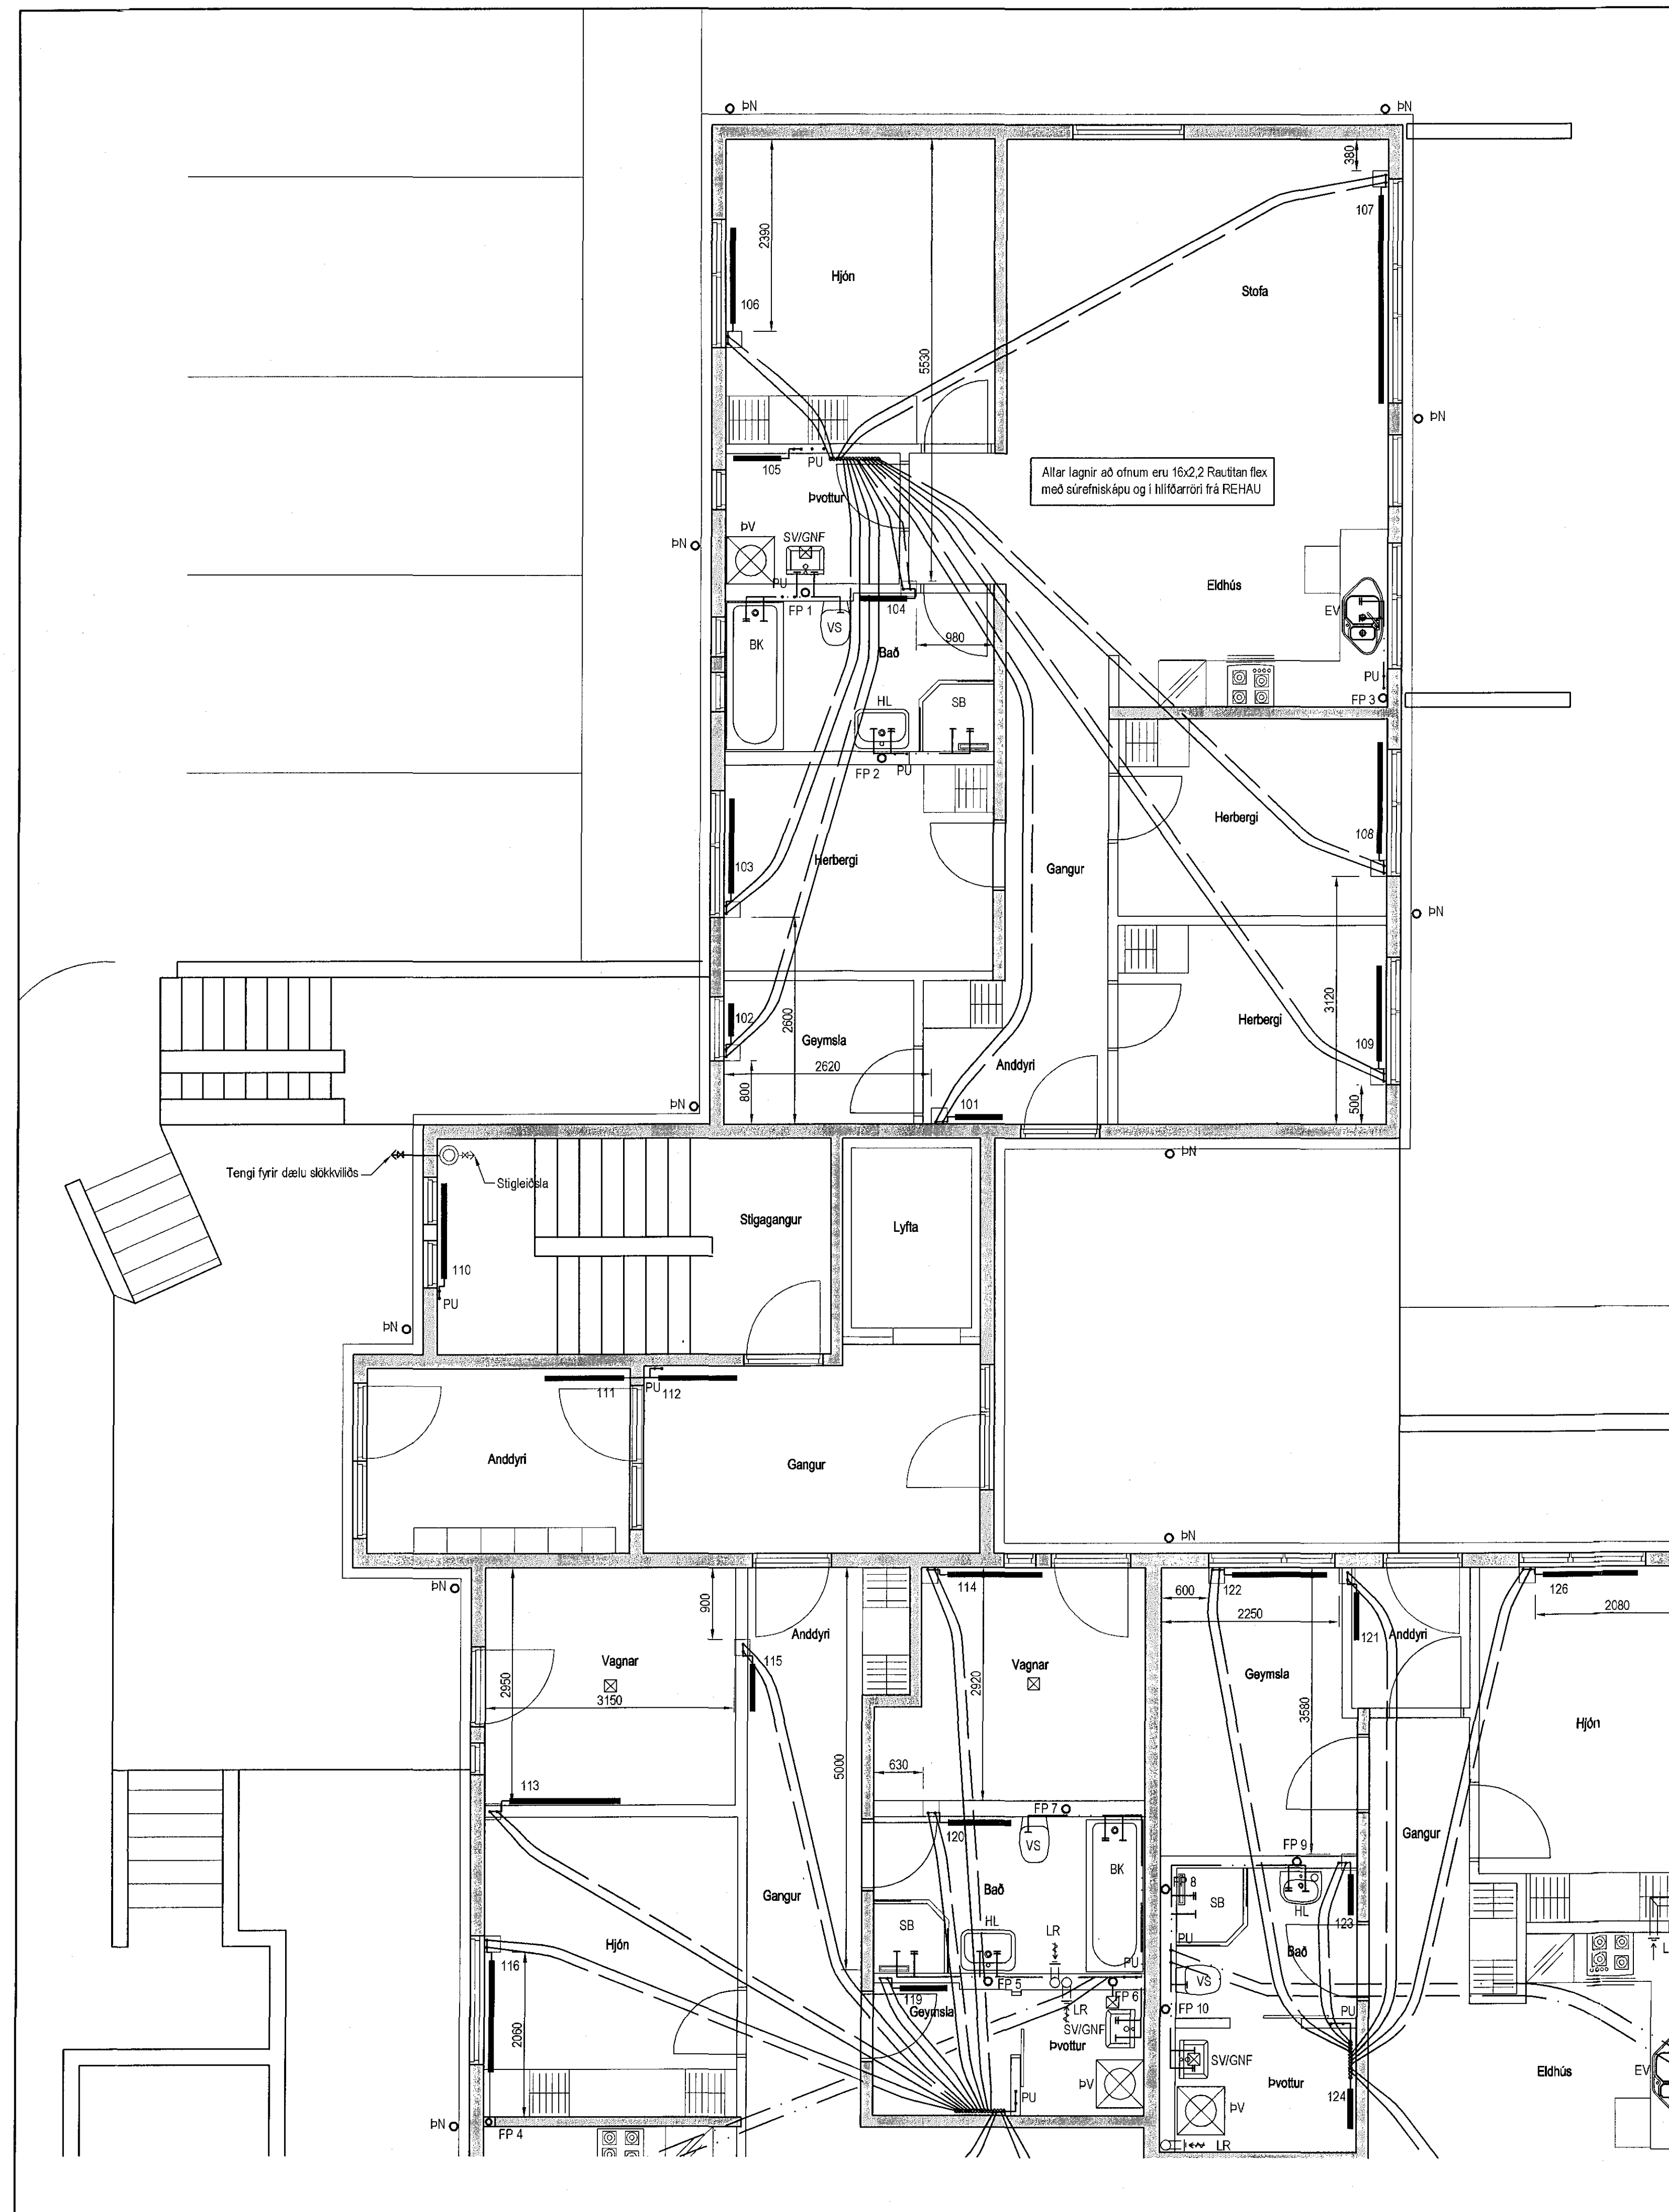 ÞN
ÞN
380
107
2390
Hjón
Stofa
106
5530
ÞN
105
PU
Allar lagnir að ofnum eru 16x2,2 Rautitan flex
með súrefniskápu og í hlífðarröri frá REHAU
Þvottur
ÞV
SV/GNF
ÞN
PU
FP 1
104
Eldhús
EV
VS
BK
980
Bað
PU
HL
SB
FP 3
FP 2
PU
Herbergi
108
103
Herbergi
Gangur
ÞN
3120
102
2600
Geymsla
Herbergi
109
2620
Anddyri
800
ÞN
101
500
ÞN
Tengi fyrir dælu slökkviliðs
Stigleiðsla
Stigagangur
Lyfta
110
PU
ÞN
111
PU
112
Anddyri
Gangur
ÞN
ÞN
114
600
122
126
900
2250
2080
Anddyri
121
Anddyri
Vagnar
115
Vagnar
Geymsla
2950
3150
2920
3580
Hjón
5000
630
113
FP 7
120
VS
FP 9
Gangur
BK
Gangur
Bað
FP 8
SB
HL
123
SB
HL
LR
Hjón
PU
Bað
116
PU
VS
119
FP 5
FP 6
Geymsla
LR
FP 10
PU
SV/GNF
2060
Þvottur
SV/GNF
Eldhús
EV
ÞV
Þvottur
PU
124
ÞV
ÞN
FP 4
LR